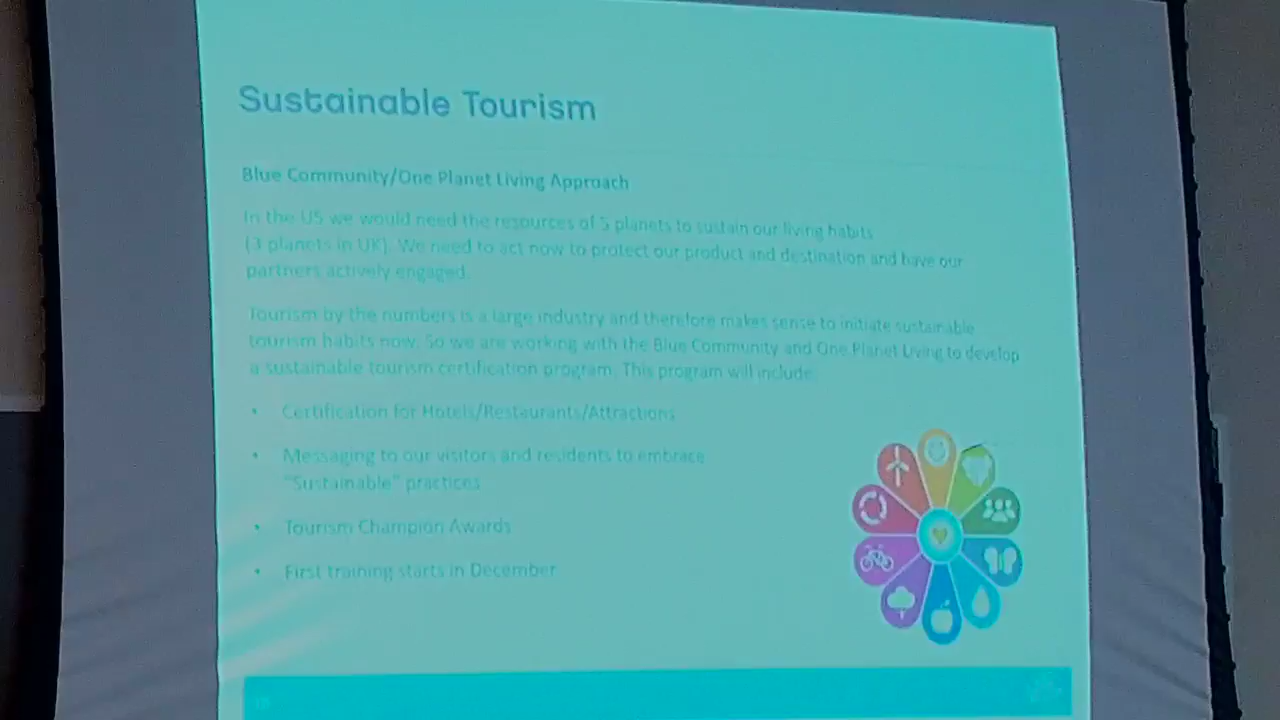 Sustainable Tourism
Blue Community/One Planet Living Approach
In the US we would need the resources of 5 planets to sustain our living habits
(3 planets in UK). We need to act now to protect our product and destination and have our
partners actively engaged.
Tourism by the numbers is a large industry and therefore makes sense to initiate sustainable
tourism habits now. So we are working with the Blue Community and One Planet Living to develop
a sustainable tourism certification program. This program will include:
• Certification for Hotels/Restaurants/Attractions
• Messaging to our visitors and residents to embrace
"Sustainable" practices
• Tourism Champion Awards
• First training starts in December